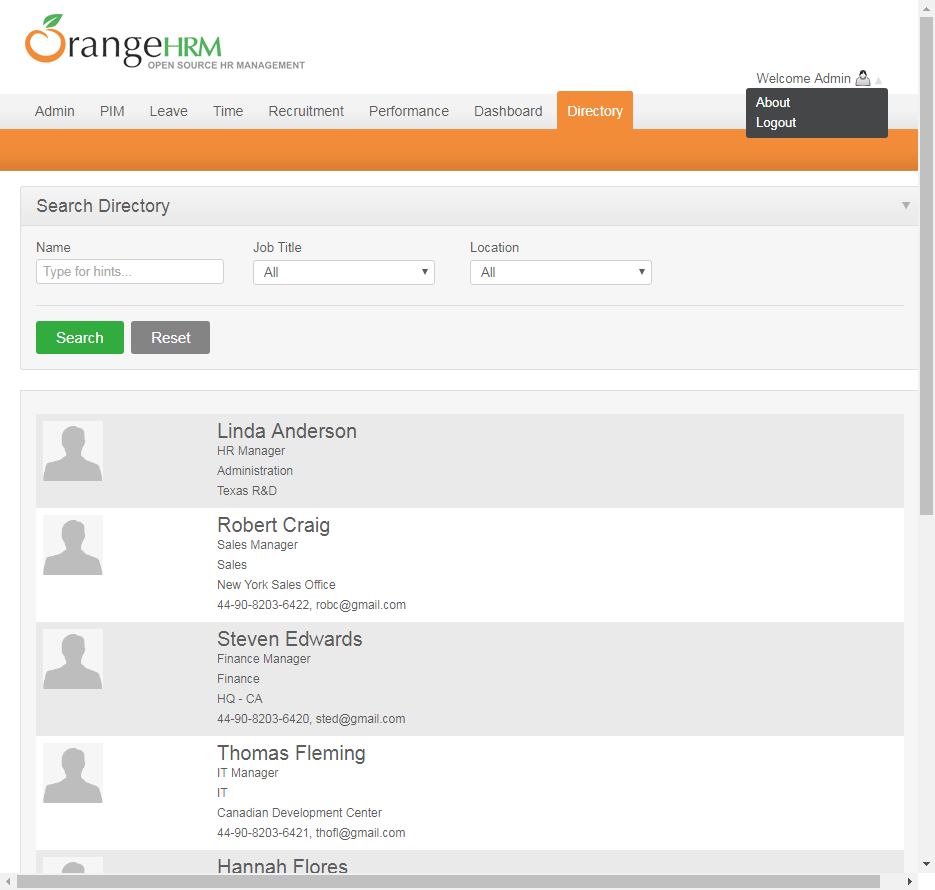 OrangeHRM
OPEN SOURCE HR MANAGEMENT
Welcome Admin
About
Logout
Admin PIM Leave Time Recruitment Performance Dashboard Directory
Search Directory
Name Job Title Location
Type for hints... All All
Search Reset
Linda Anderson
HR Manager
Administration
Texas R&D
Robert Craig
Sales Manager
Sales
New York Sales Office
44-90-8203-6422, robc@gmail.com
Steven Edwards
Finance Manager
Finance
HQ - CA
44-90-8203-6420, sted@gmail.com
Thomas Fleming
IT Manager
IT
Canadian Development Center
44-90-8203-6421, thofl@gmail.com
Hannah Flores